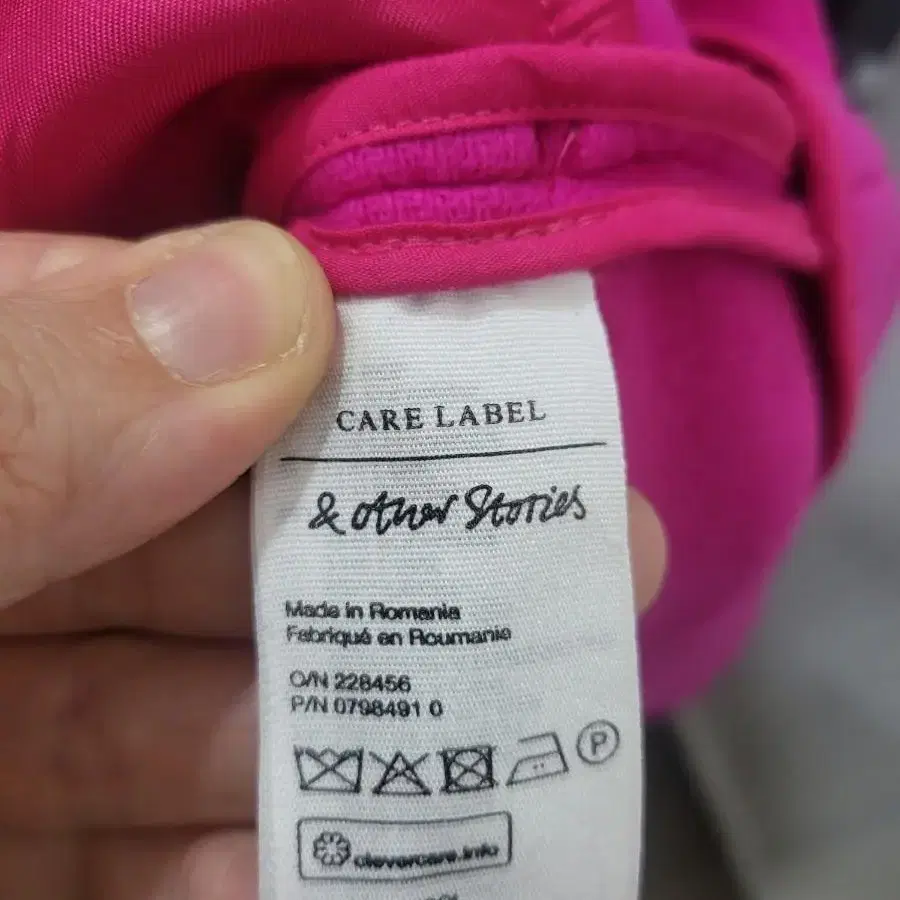 CARE LABEL
& other Stories
Made in Romania
Fabriqué en Roumanie
O/N 228456
P/N 0798491 0
P
clevercare.info